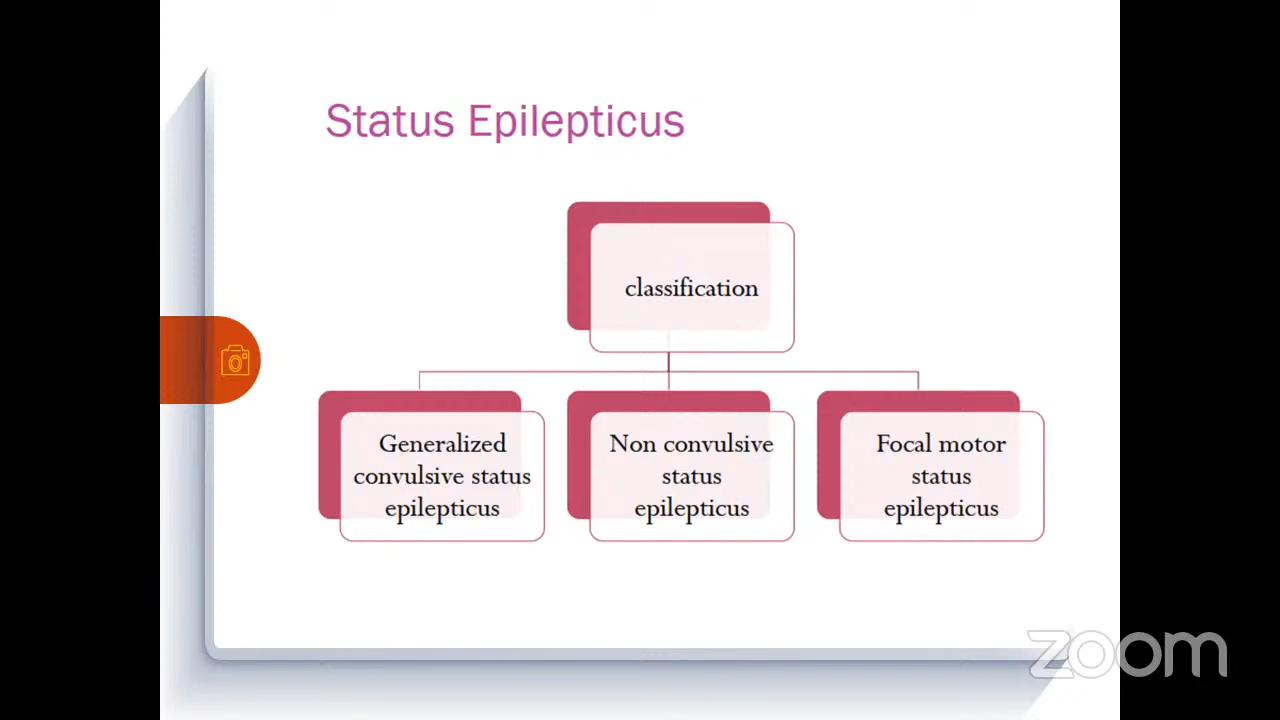 Status Epilepticus
classification
Generalized
convulsive status
epilepticus
Non convulsive
status
epilepticus
Focal motor
status
epilepticus
zoom